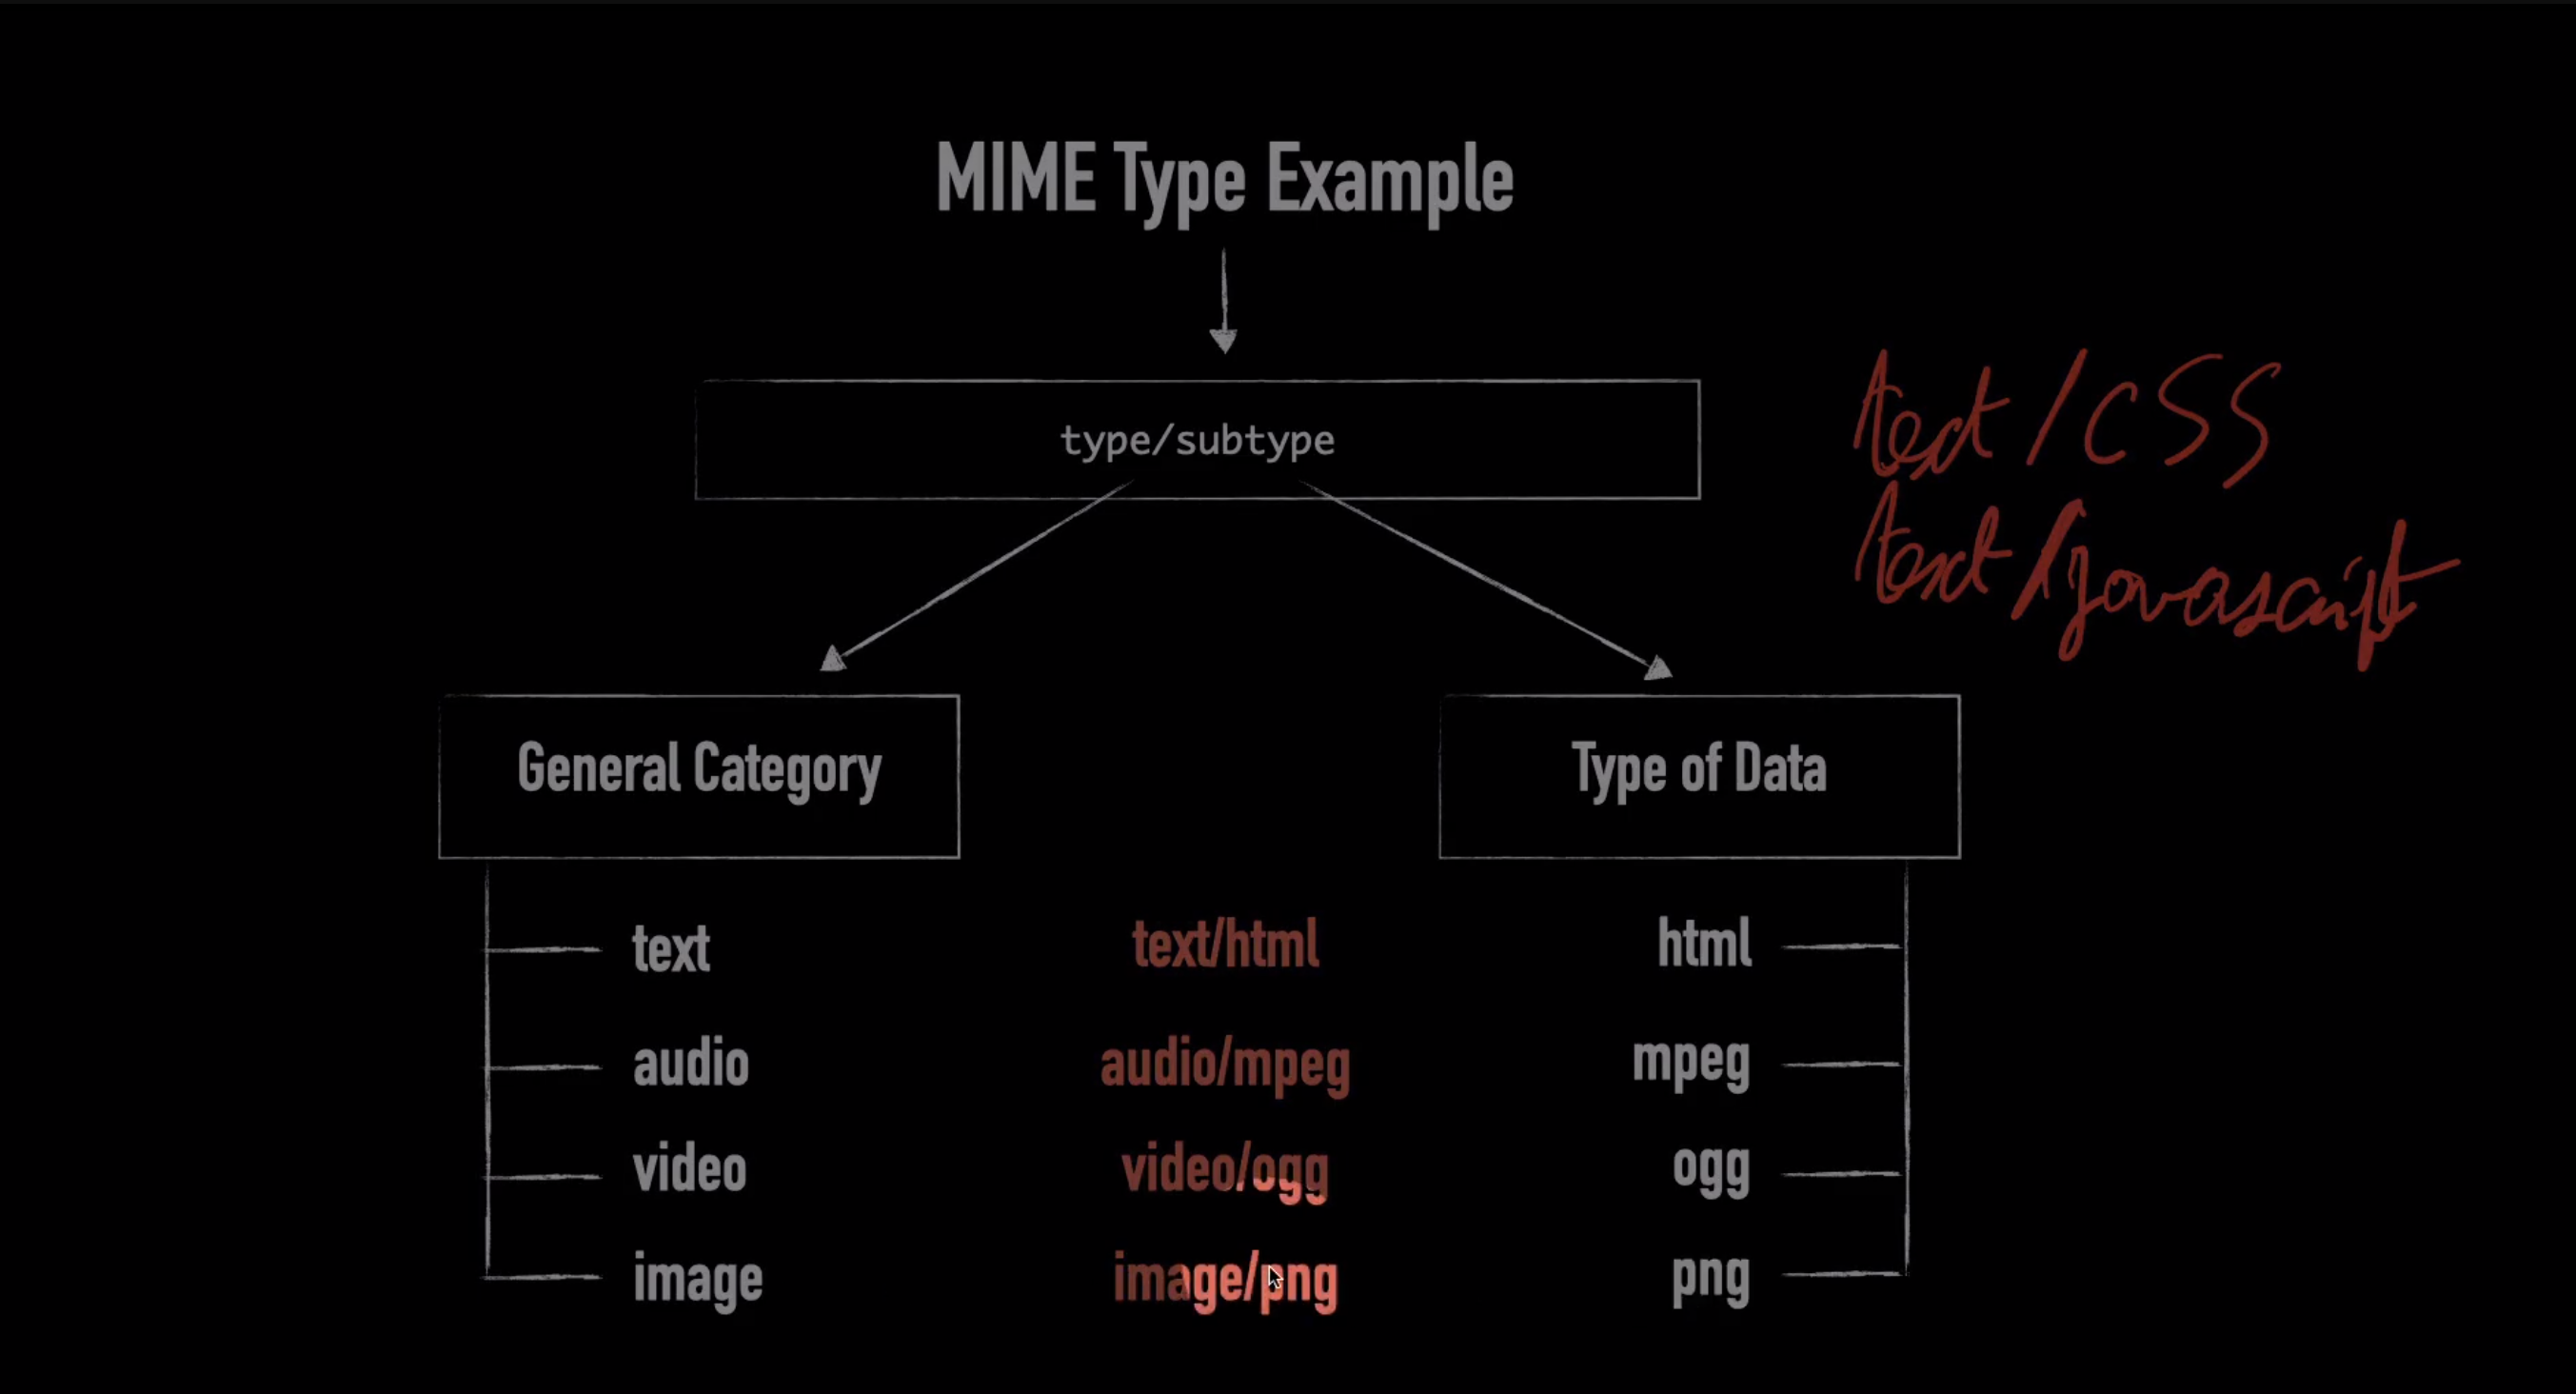 MIME Type Example
type/subtype
text/css
text/javascript
General Category
Type of Data
text
text/html
html
audio
audio/mpeg
mpeg
video
video/ogg
ogg
image
image/png
png